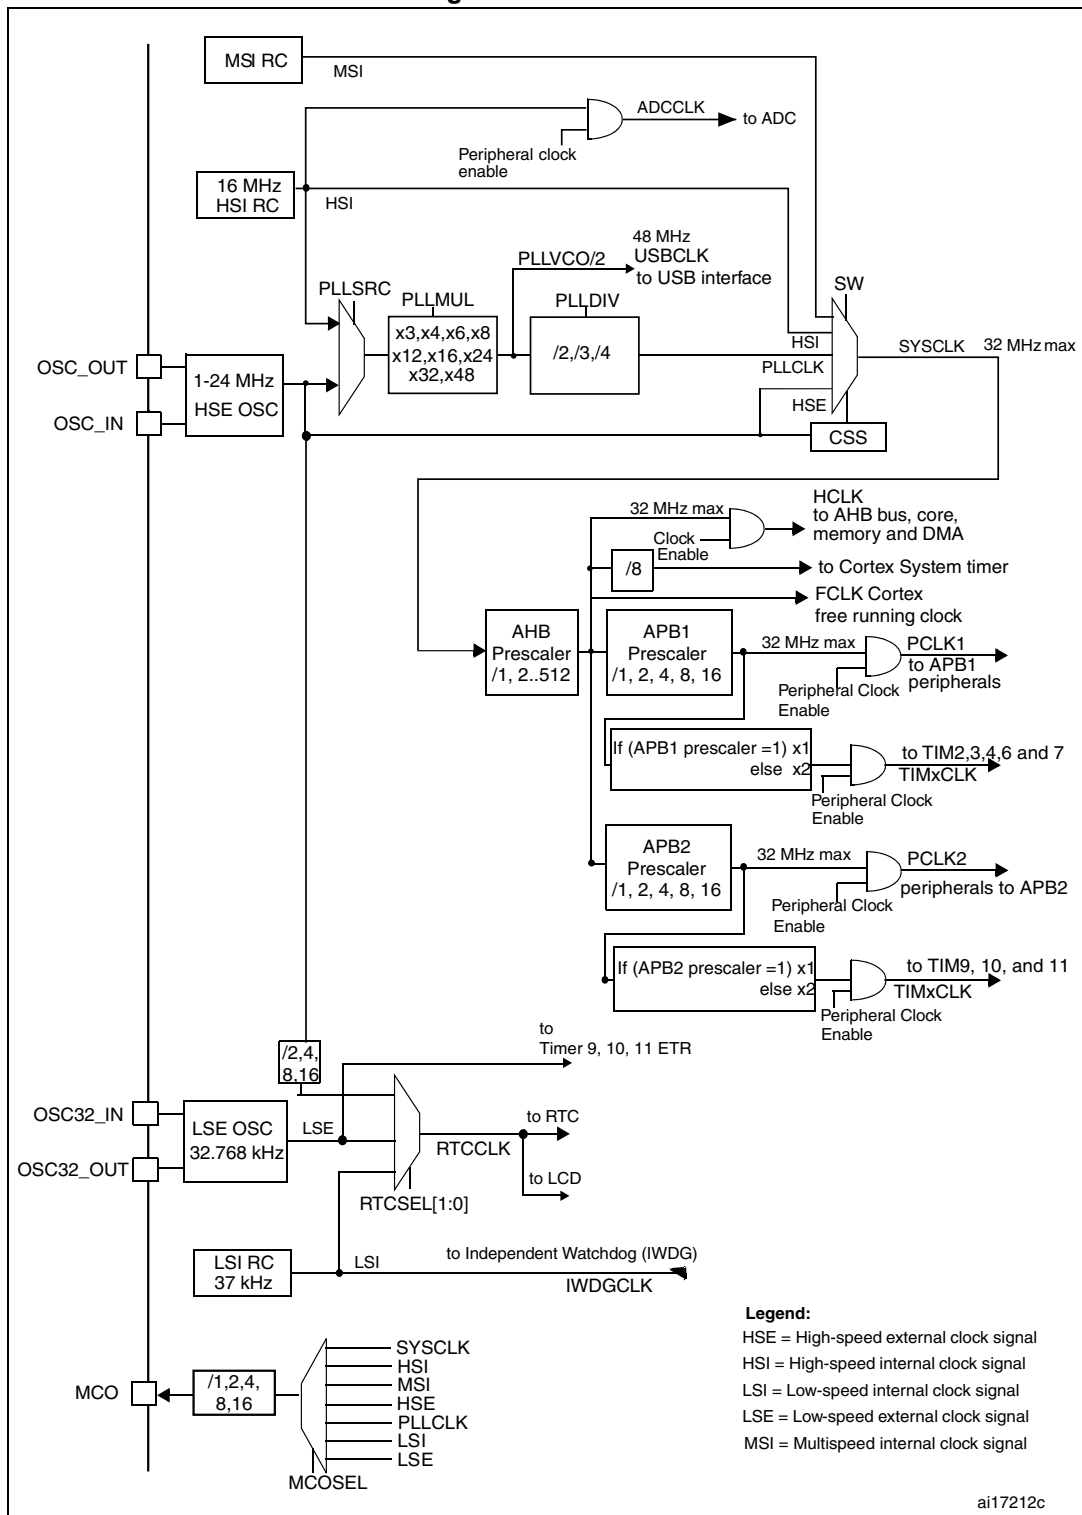 MSI RC
MSI
ADCCLK
to ADC
Peripheral clock
enable
16 MHz
HSI RC
HSI
48 MHz
USBCLK
to USB interface
PLLVCO/2
PLLSRC
PLLMUL
PLLDIV
SW
x3,x4,x6,x8
x12,x16,x24
x32,x48
/2,/3,/4
HSI
SYSCLK
32 MHz max
OSC_OUT
1-24 MHz
HSE OSC
PLLCLK
HSE
OSC_IN
CSS
HCLK
to AHB bus, core,
memory and DMA
32 MHz max
Clock
Enable
/8
to Cortex System timer
FCLK Cortex
free running clock
AHB
Prescaler
/1, 2..512
APB1
Prescaler
/1, 2, 4, 8, 16
32 MHz max
PCLK1
to APB1
peripherals
Peripheral Clock
Enable
If (APB1 prescaler =1) x1
else x2
to TIM2,3,4,6 and 7
TIMxCLK
Peripheral Clock
Enable
APB2
Prescaler
/1, 2, 4, 8, 16
32 MHz max
PCLK2
peripherals to APB2
Peripheral Clock
Enable
If (APB2 prescaler =1) x1
else x2
to TIM9, 10, and 11
TIMxCLK
Peripheral Clock
Enable
to
Timer 9, 10, 11 ETR
/2,4,
8,16
OSC32_IN
LSE OSC
32.768 kHz
LSE
to RTC
RTCCLK
OSC32_OUT
to LCD
RTCSEL[1:0]
LSI RC
37 kHz
LSI
to Independent Watchdog (IWDG)
IWDGCLK
Legend:
HSE = High-speed external clock signal
HSI = High-speed internal clock signal
LSI = Low-speed internal clock signal
LSE = Low-speed external clock signal
MSI = Multispeed internal clock signal
SYSCLK
HSI
MSI
HSE
PLLCLK
LSI
LSE
MCO
/1,2,4,
8,16
MCOSEL
ai17212c